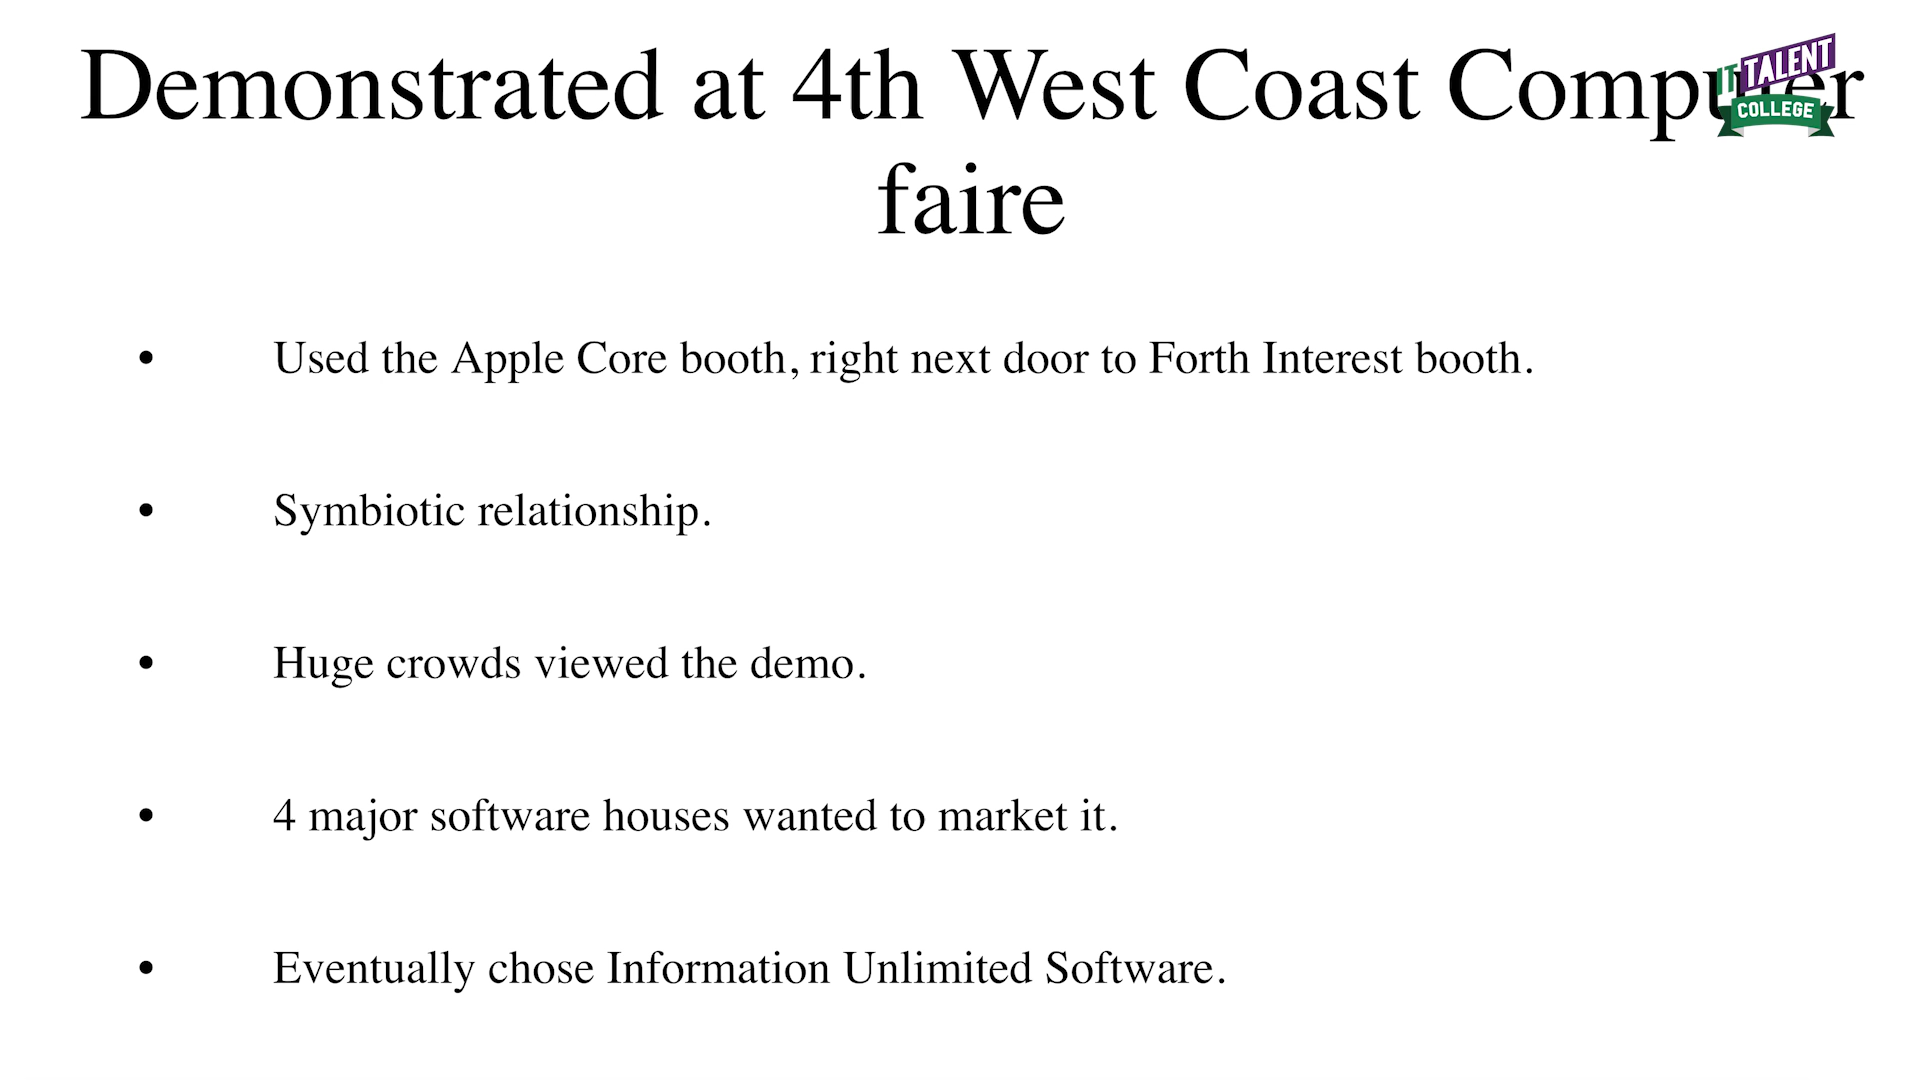 Demonstrated at 4th West Coast Computer
faire
IT TALENT
COLLEGE
• Used the Apple Core booth, right next door to Forth Interest booth.
• Symbiotic relationship.
• Huge crowds viewed the demo.
• 4 major software houses wanted to market it.
• Eventually chose Information Unlimited Software.